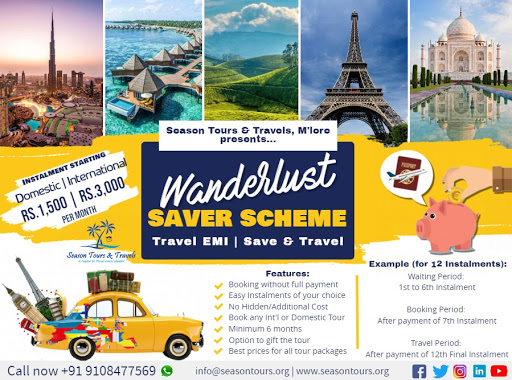 Season Tours & Travels, M'lore
presents...
Wanderlust
SAVER SCHEME
Travel EMI | Save & Travel
INSTALMENT STARTING
Domestic | International
RS.1,500 | RS.3,000
PER MONTH
Season Tours & Travels
PASSPORT
Features:
Booking without full payment
Easy Instalments of your choice
No Hidden/Additional Cost
Book any Int'l or Domestic Tour
Minimum 6 months
Option to gift the tour
Best prices for all tour packages
Example (for 12 Instalments):
Waiting Period:
1st to 6th Instalment
Booking Period:
After payment of 7th Instalment
Travel Period:
After payment of 12th Final Instalment
Call now +91 9108477569
info@seasontours.org | www.seasontours.org